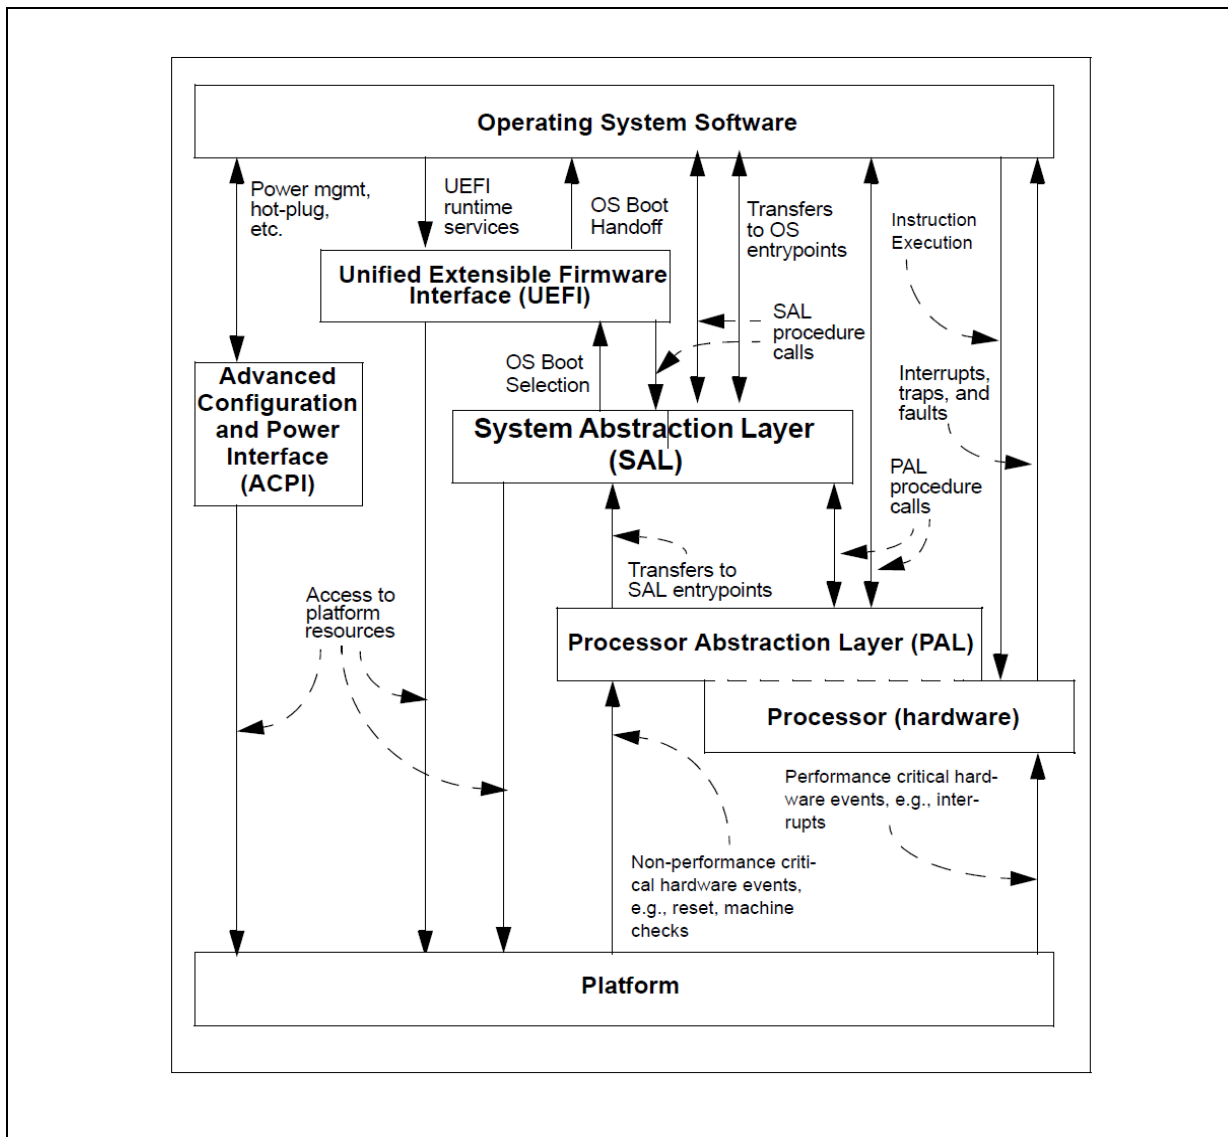 Operating System Software
Power mgmt,
hot-plug,
etc.
UEFI
runtime
services
OS Boot
Handoff
Transfers
to OS
entrypoints
Instruction
Execution
Unified Extensible Firmware
Interface (UEFI)
SAL
procedure
calls
OS Boot
Selection
Advanced
Configuration
and Power
Interface
(ACPI)
Interrupts,
traps, and
faults
System Abstraction Layer
(SAL)
PAL
procedure
calls
Transfers to
SAL entrypoints
Access to
platform
resources
Processor Abstraction Layer (PAL)
Processor (hardware)
Performance critical hard-
ware events, e.g., inter-
rupts
Non-performance criti-
cal hardware events,
e.g., reset, machine
checks
Platform